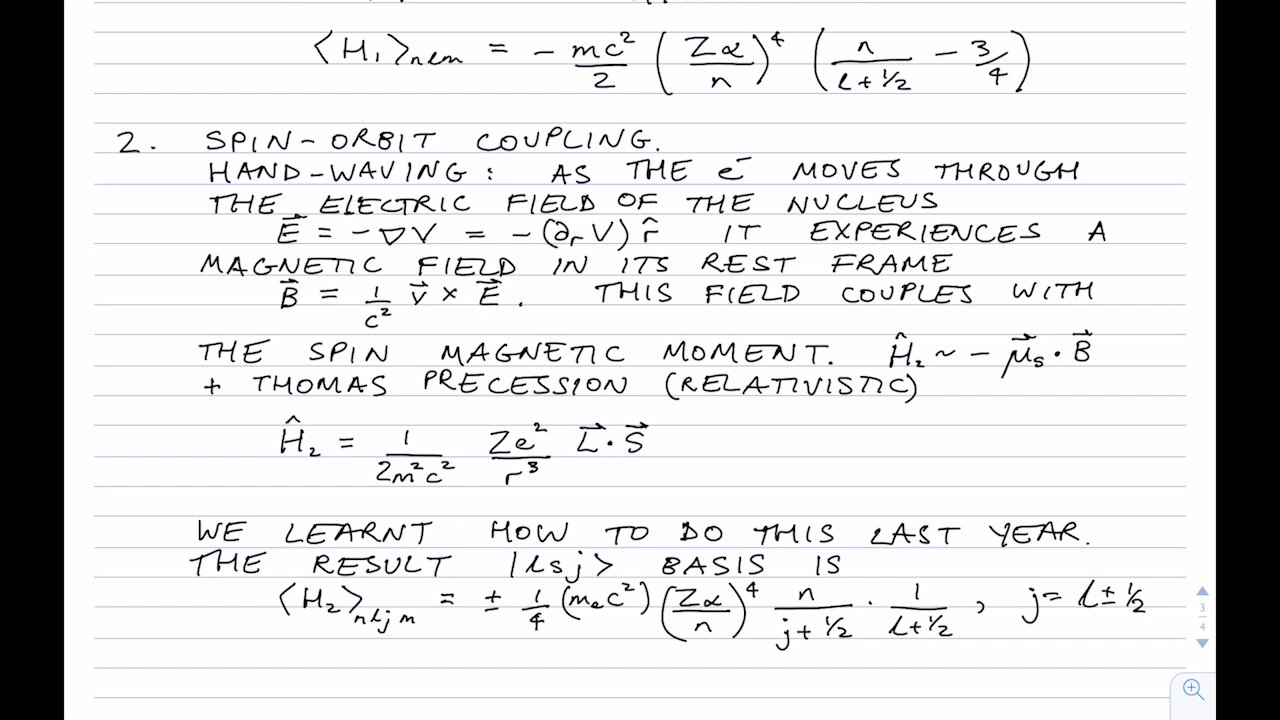 ⟨H₁⟩nlm = − mc²/2 (Zα/n)⁴ (n/(l+1/2) − 3/4)
2. SPIN-ORBIT COUPLING.
HAND-WAVING : AS THE e⁻ MOVES THROUGH
THE ELECTRIC FIELD OF THE NUCLEUS
E⃗ = −∇V = −(∂ᵣV) r̂ IT EXPERIENCES A
MAGNETIC FIELD IN ITS REST FRAME
B⃗ = 1/c² v⃗ × E⃗. THIS FIELD COUPLES WITH
THE SPIN MAGNETIC MOMENT. Ĥ₂ ~ − μ⃗ₛ · B⃗
+ THOMAS PRECESSION (RELATIVISTIC)
Ĥ₂ = 1/(2m²c²) Ze²/r³ L⃗ · S⃗
WE LEARNT HOW TO DO THIS LAST YEAR.
THE RESULT |lsj> BASIS IS
⟨H₂⟩nljm = ± 1/4 (mₑc²) (Zα/n)⁴ n/(j+1/2) · 1/(l+1/2) , j = l ± 1/2
3
4